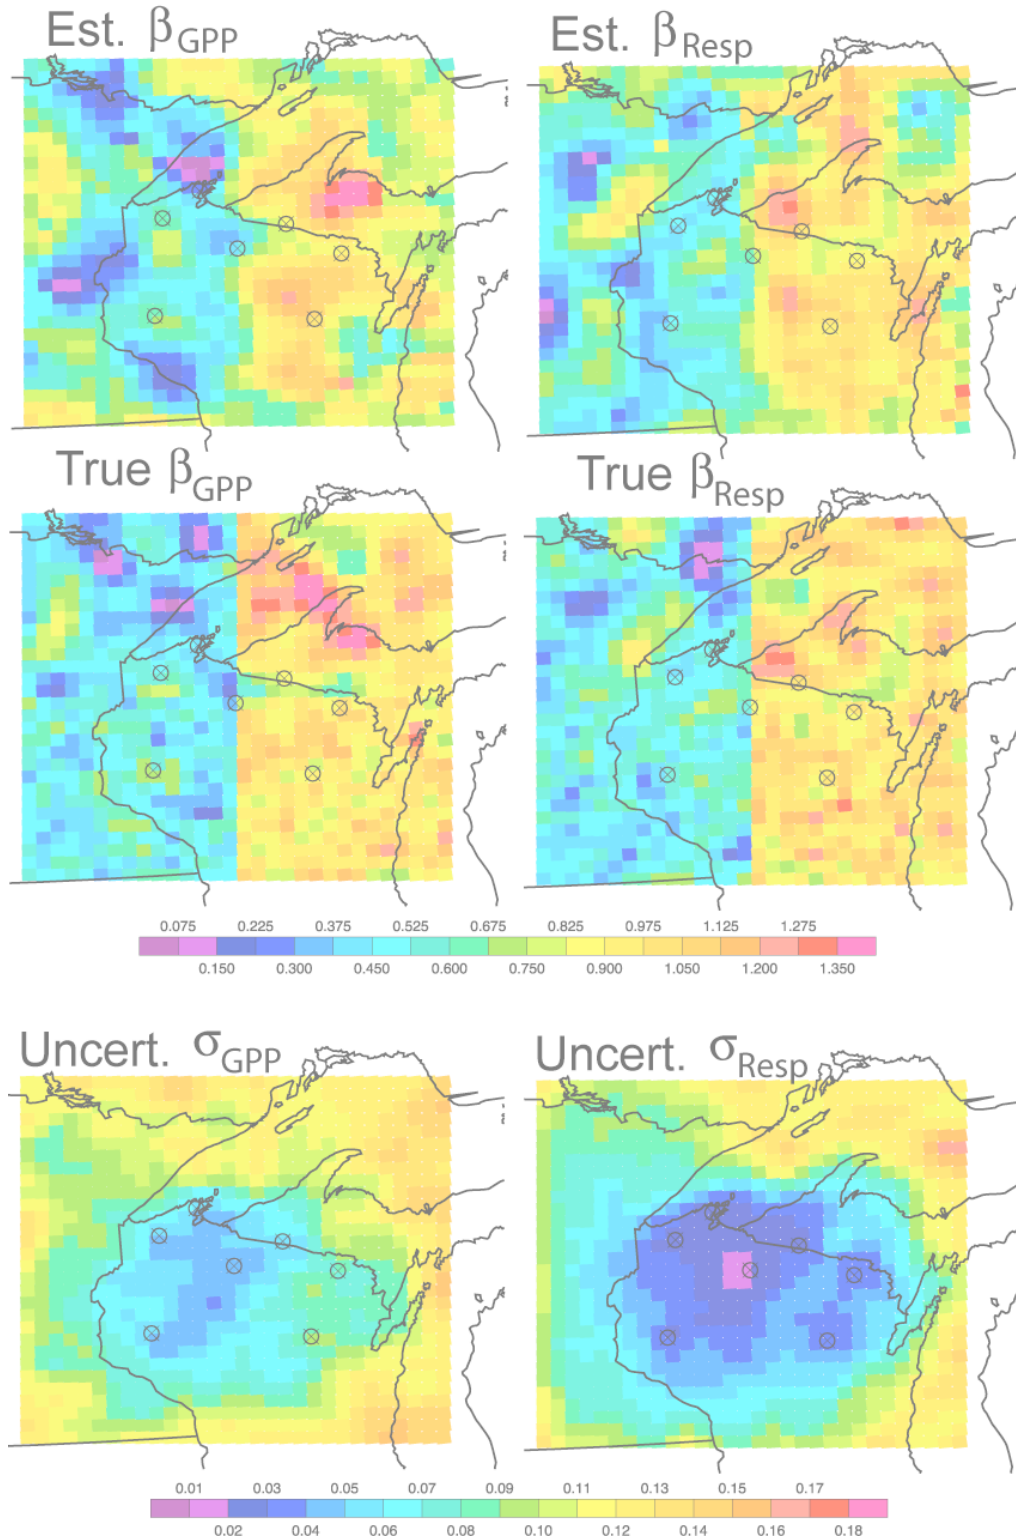 Est. βGPP
Est. βResp
True βGPP
True βResp
0.075 0.225 0.375 0.525 0.675 0.825 0.975 1.125 1.275
0.150 0.300 0.450 0.600 0.750 0.900 1.050 1.200 1.350
Uncert. σGPP
Uncert. σResp
0.01 0.03 0.05 0.07 0.09 0.11 0.13 0.15 0.17
0.02 0.04 0.06 0.08 0.10 0.12 0.14 0.16 0.18